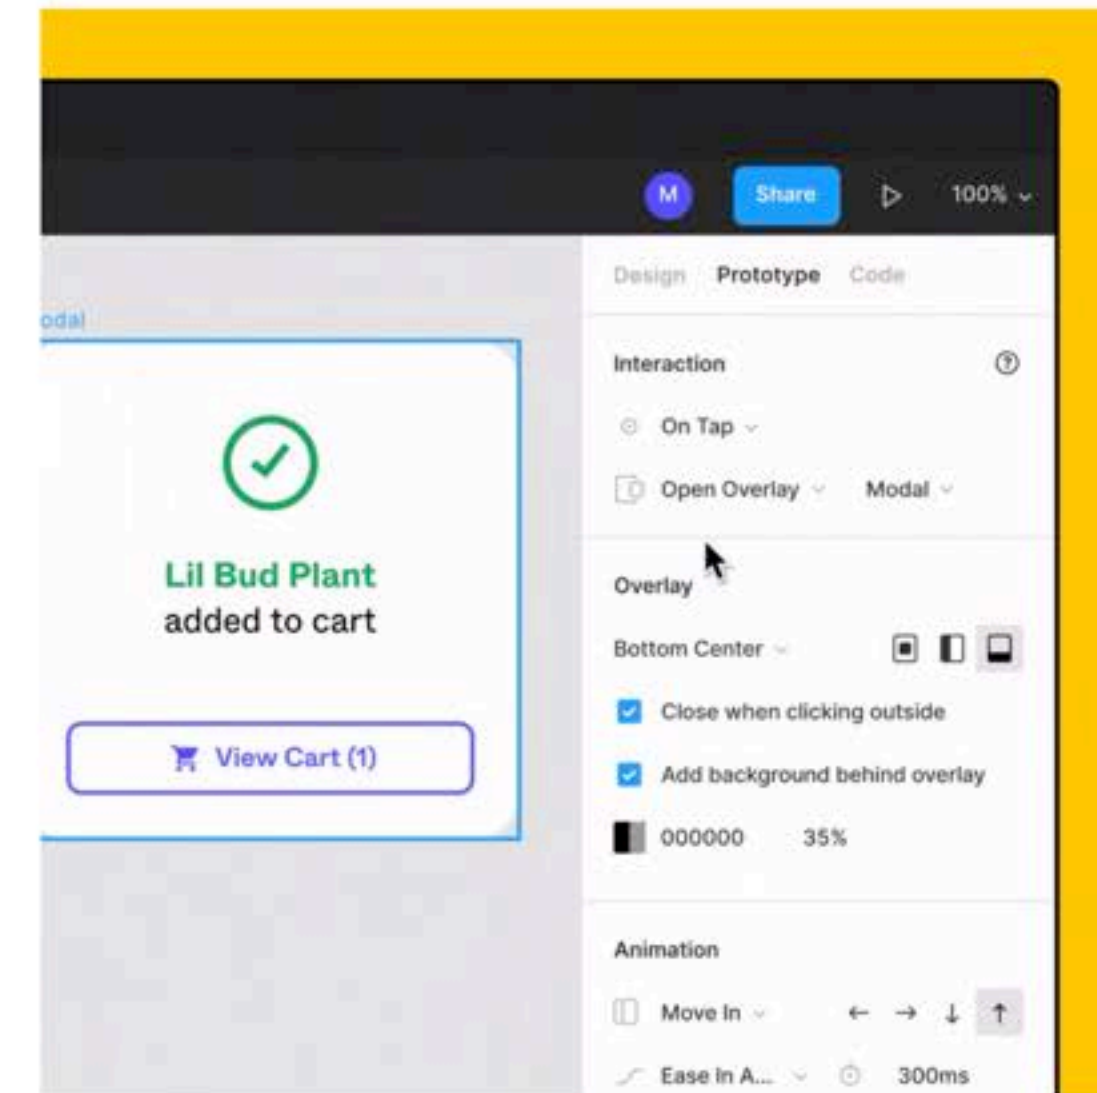 M Share 100%
Design Prototype Code
odal
Interaction
On Tap
Open Overlay Modal
Lil Bud Plant
added to cart
Overlay
Bottom Center
Close when clicking outside
View Cart (1)
Add background behind overlay
000000 35%
Animation
Move In
Ease In A... 300ms